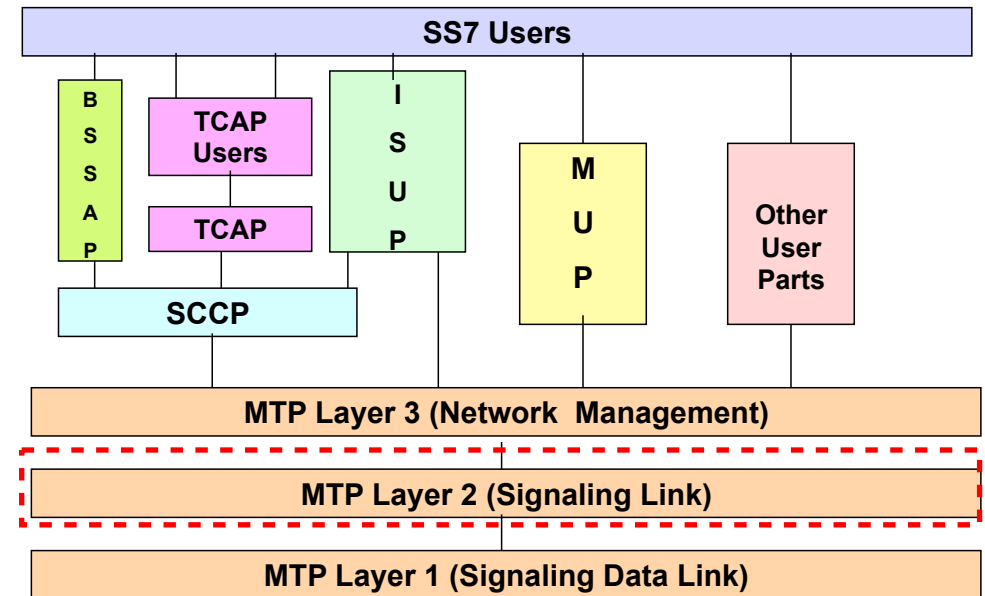 SS7 Users
B
S
S
A
P
TCAP
Users
TCAP
I
S
U
P
M
U
P
Other
User
Parts
SCCP
MTP Layer 3 (Network Management)
MTP Layer 2 (Signaling Link)
MTP Layer 1 (Signaling Data Link)